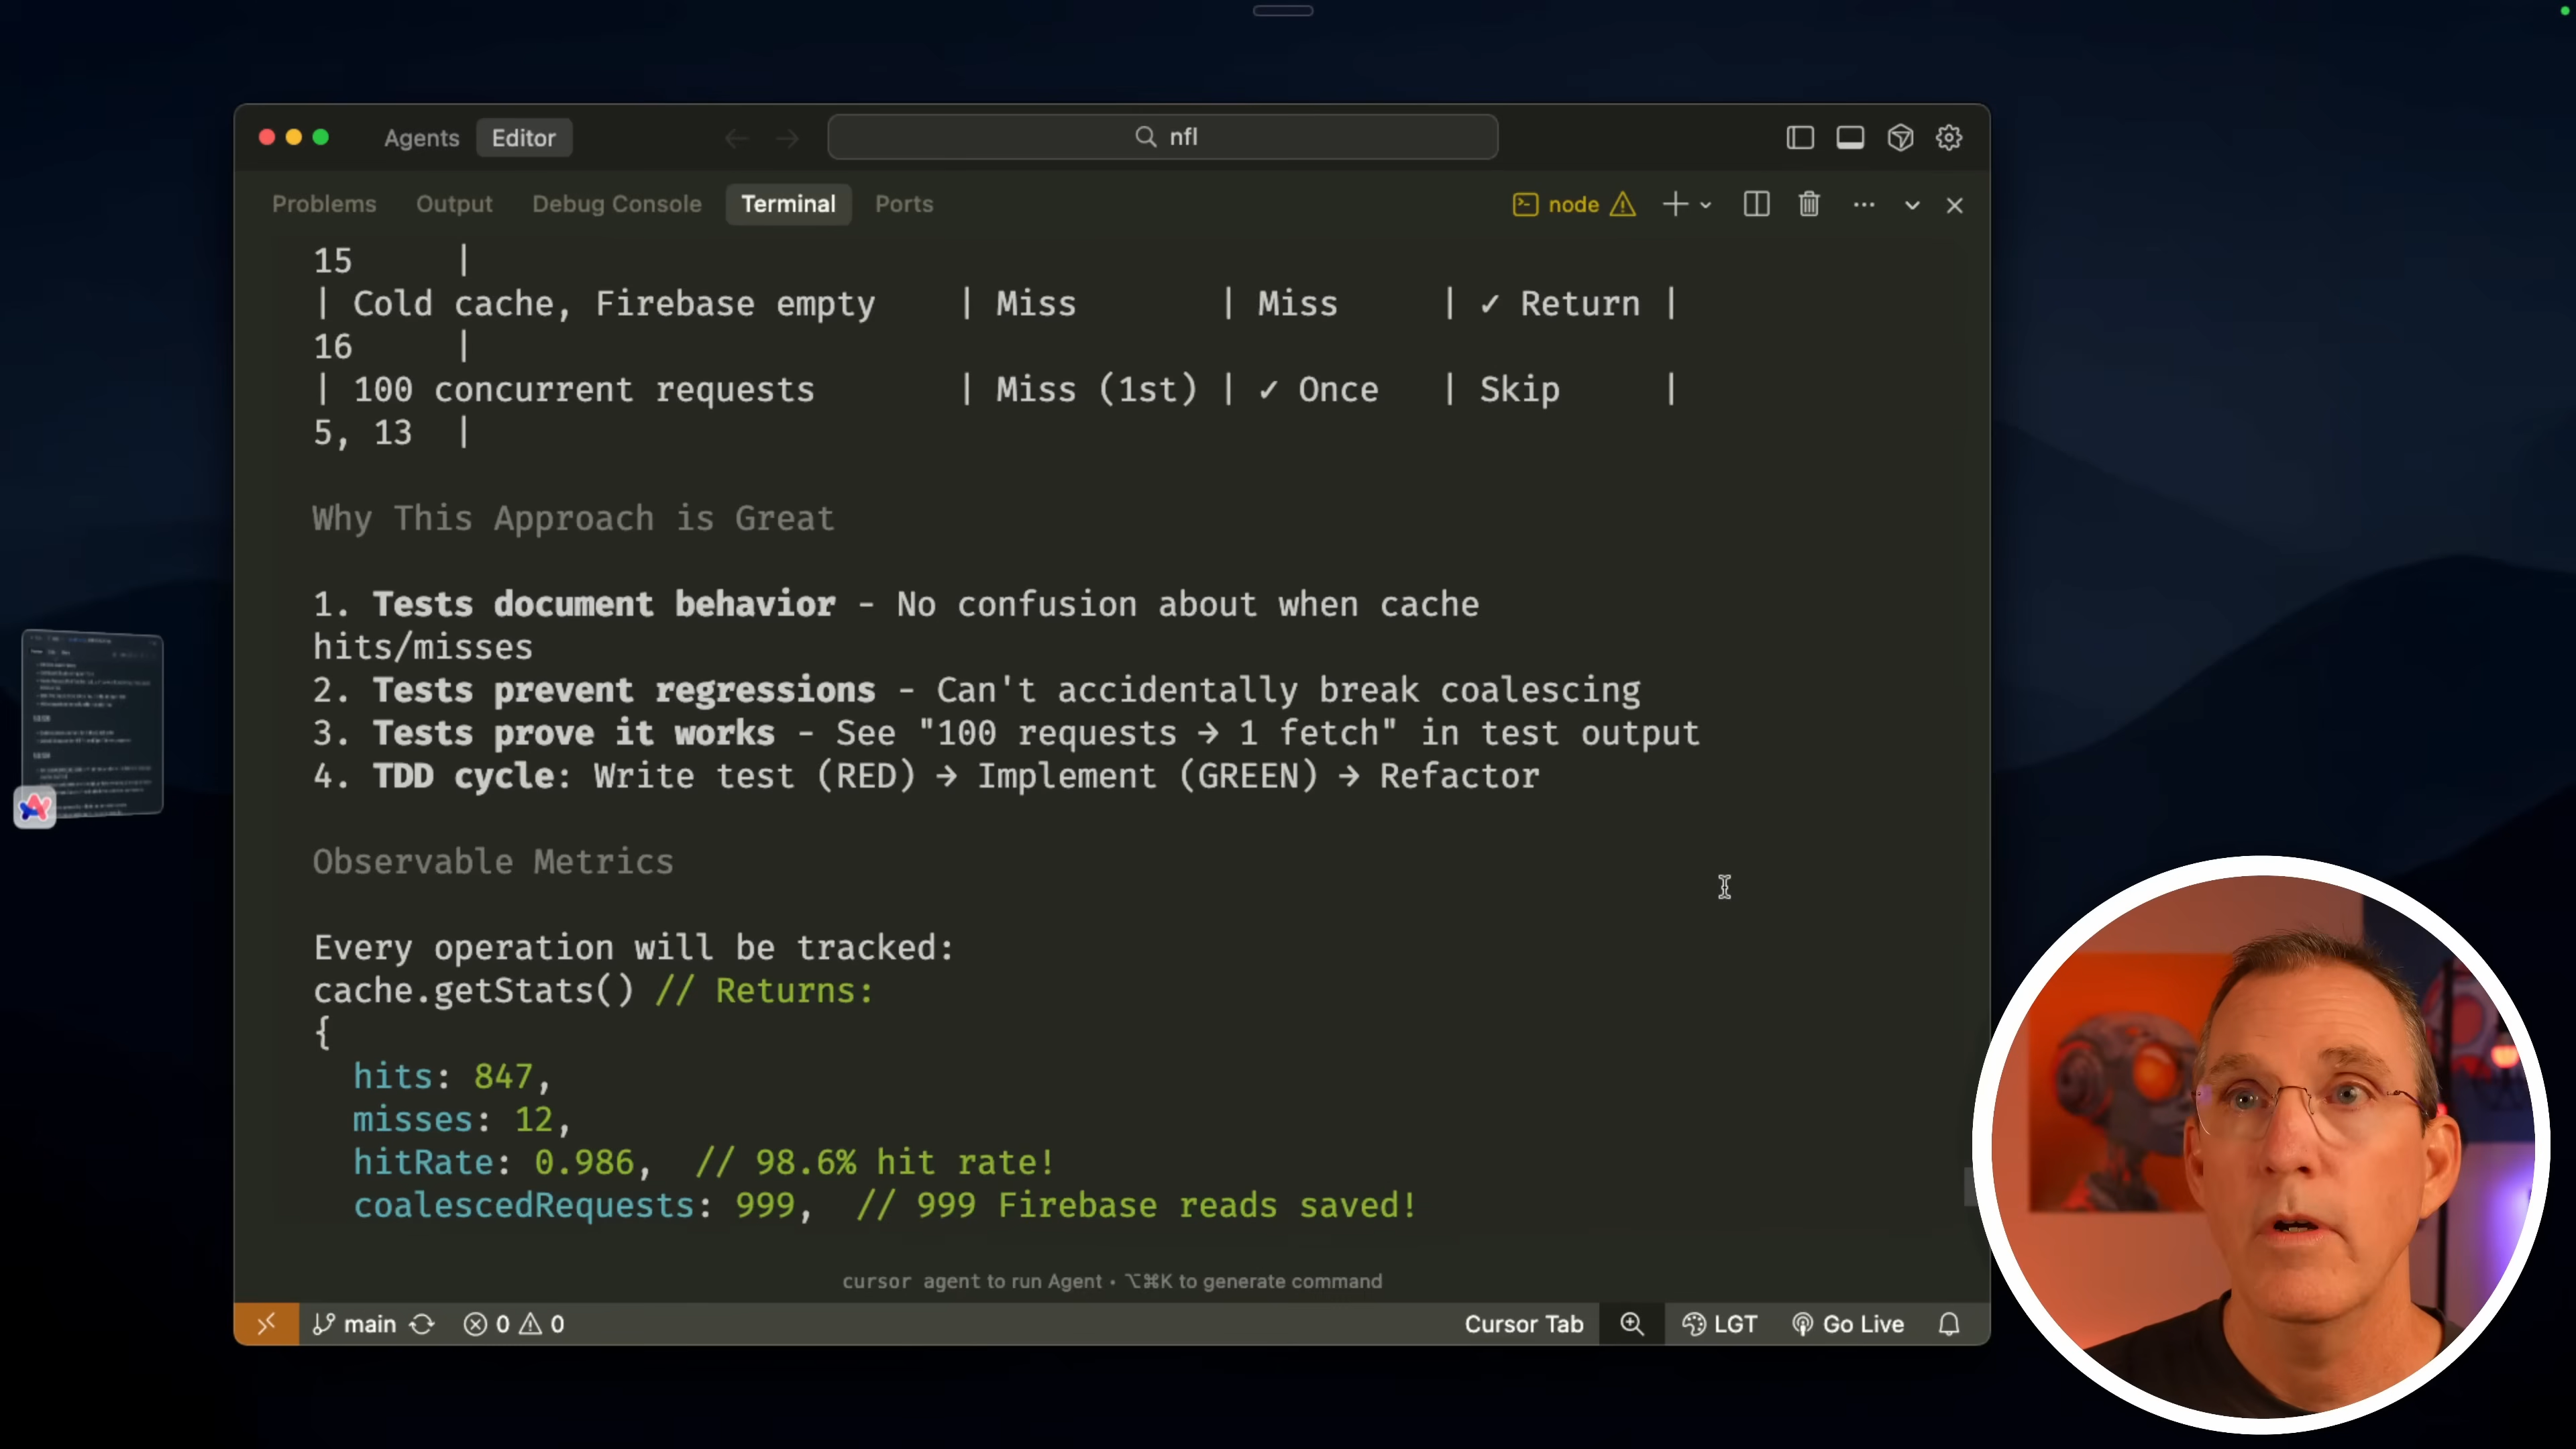 Agents Editor nfl
Problems Output Debug Console Terminal Ports node
15 |
| Cold cache, Firebase empty | Miss | Miss | ✓ Return |
16 |
| 100 concurrent requests | Miss (1st) | ✓ Once | Skip |
5, 13 |
Why This Approach is Great
1. Tests document behavior - No confusion about when cache
hits/misses
2. Tests prevent regressions - Can't accidentally break coalescing
3. Tests prove it works - See "100 requests → 1 fetch" in test output
4. TDD cycle: Write test (RED) → Implement (GREEN) → Refactor
Observable Metrics
Every operation will be tracked:
cache.getStats() // Returns:
{
hits: 847,
misses: 12,
hitRate: 0.986, // 98.6% hit rate!
coalescedRequests: 999, // 999 Firebase reads saved!
cursor agent to run Agent • ⌥⌘K to generate command
main 0 0 Cursor Tab LGT Go Live